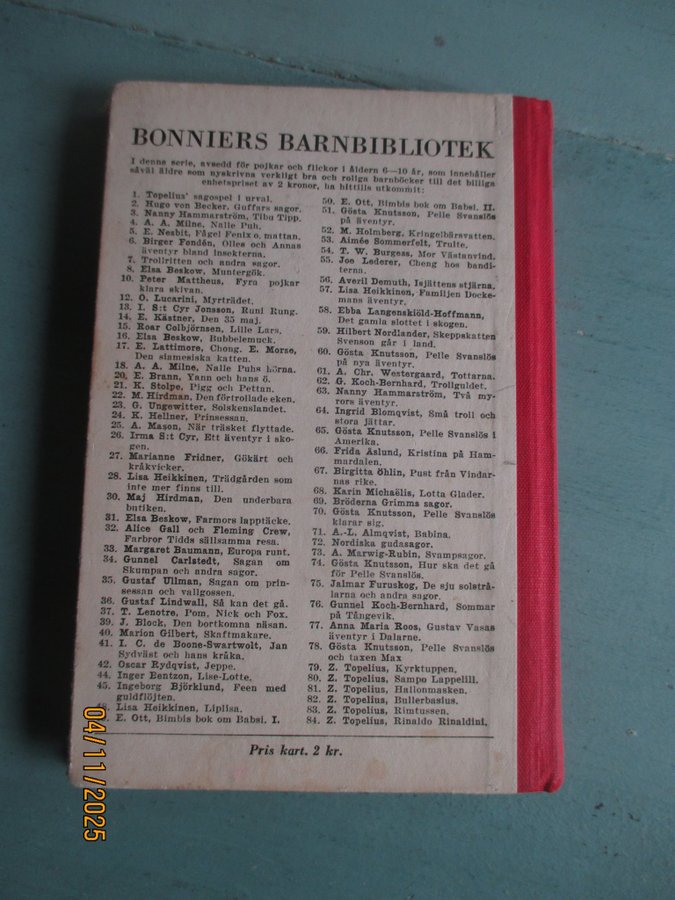 BONNIERS BARNBIBLIOTEK
I denna serie, avsedd för pojkar och flickor i åldern 6—10 år, som innehåller
såväl äldre som nyskrivna verkligt bra och roliga barnböcker till det billiga
enhetspriset av 2 kronor, ha hittills utkommit:
1. Topelius' sagospel i urval.
2. Hugo von Becker, Guffars sagor.
3. Nanny Hammarström, Tibu Tipp.
4. A. A. Milne, Nalle Puh.
5. E. Nesbit, Fågel Fenix o. mattan.
6. Birger Fondén, Olles och Annas
äventyr bland insekterna.
7. Trollritten och andra sagor.
8. Elsa Beskow, Muntergök.
10. Peter Mattheus, Fyra pojkar
klara skivan.
12. O. Lucarini, Myrträdet.
13. I. S:t Cyr Jonsson, Runi Rung.
14. E. Kästner, Den 35 maj.
15. Roar Colbjörnsen, Lille Lars.
16. Elsa Beskow, Bubbelemuck.
17. E. Lattimore, Chong. E. Morse,
Den siamesiska katten.
18. A. A. Milne, Nalle Puhs hörna.
20. E. Brann, Yann och hans ö.
21. K. Stolpe, Pigg och Pettan.
22. M. Hirdman, Den förtrollade eken.
23. G. Ungewitter, Solskenslandet.
24. K. Hellner, Prinsessan.
25. A. Mason, När träsket flyttade.
26. Irma S:t Cyr, Ett äventyr i sko-
gen.
27. Marianne Fridner, Gökärt och
kråkvicker.
28. Lisa Heikkinen, Trädgården som
inte mer finns till.
30. Maj Hirdman, Den underbara
butiken.
31. Elsa Beskow, Farmors lapptäcke.
32. Alice Gall och Fleming Crew,
Farbror Tidds sällsamma resa.
33. Margaret Baumann, Europa runt.
34. Gunnel Carlstedt, Sagan om
Skumpan och andra sagor.
35. Gustaf Ullman, Sagan om prin-
sessan och vallgossen.
36. Gustaf Lindwall, Så kan det gå.
37. T. Lenotre, Pom, Nick och Fox.
39. J. Block, Den bortkomna näsan.
40. Marion Gilbert, Skaftmakare.
41. I. C. de Boone-Swartwolt, Jan
Sydväst och hans kråka.
42. Oscar Rydqvist, Jeppe.
44. Inger Bentzon, Lise-Lotte.
45. Ingeborg Björklund, Feen med
guldflöjten.
Lisa Heikkinen, Liplisa.
E. Ott, Bimbis bok om Babsi. I.
50. E. Ott, Bimbis bok om Babsi. II.
51. Gösta Knutsson, Pelle Svanslös
på äventyr.
52. M. Holmberg, Kringelbärsvatten.
53. Aimée Sommerfelt, Trulte.
54. T. W. Burgess, Mor Västanvind.
55. Joe Lederer, Cheng hos bandi-
terna.
56. Averil Demuth, Isjättens stjärna.
57. Lisa Heikkinen, Familjen Docke-
mans äventyr.
58. Ebba Langenskiöld-Hoffmann,
Det gamla slottet i skogen.
59. Hilbert Nordlander, Skeppskatten
Svenson går i land.
60. Gösta Knutsson, Pelle Svanslös
på nya äventyr.
61. A. Chr. Westergaard, Tottarna.
62. G. Koch-Bernhard, Trollguldet.
63. Nanny Hammarström, Två my-
rors äventyr.
64. Ingrid Blomqvist, Små troll och
stora jättar.
65. Gösta Knutsson, Pelle Svanslös i
Amerika.
66. Frida Åslund, Kristina på Ham-
mardalen.
67. Birgitta Öhlin, Pust från Vindar-
nas rike.
68. Karin Michaëlis, Lotta Glader.
69. Bröderna Grimms sagor.
70. Gösta Knutsson, Pelle Svanslös
klarar sig.
71. A.-L. Almqvist, Babina.
72. Nordiska gudasagor.
73. A. Marwig-Rubin, Svampsagor.
74. Gösta Knutsson, Hur ska det gå
för Pelle Svanslös.
75. Jalmar Furuskog, De sju solstrå-
larna och andra sagor.
76. Gunnel Koch-Bernhard, Sommar
på Tångevik.
77. Anna Maria Roos, Gustav Vasas
äventyr i Dalarne.
78. Gösta Knutsson, Pelle Svanslös
och taxen Max
79. Z. Topelius, Kyrktuppen.
80. Z. Topelius, Sampo Lappelill.
81. Z. Topelius, Hallonmasken.
82. Z. Topelius, Bullerbasius.
83. Z. Topelius, Rimtussen.
84. Z. Topelius, Rinaldo Rinaldini.
Pris kart. 2 kr.
04/11/2025